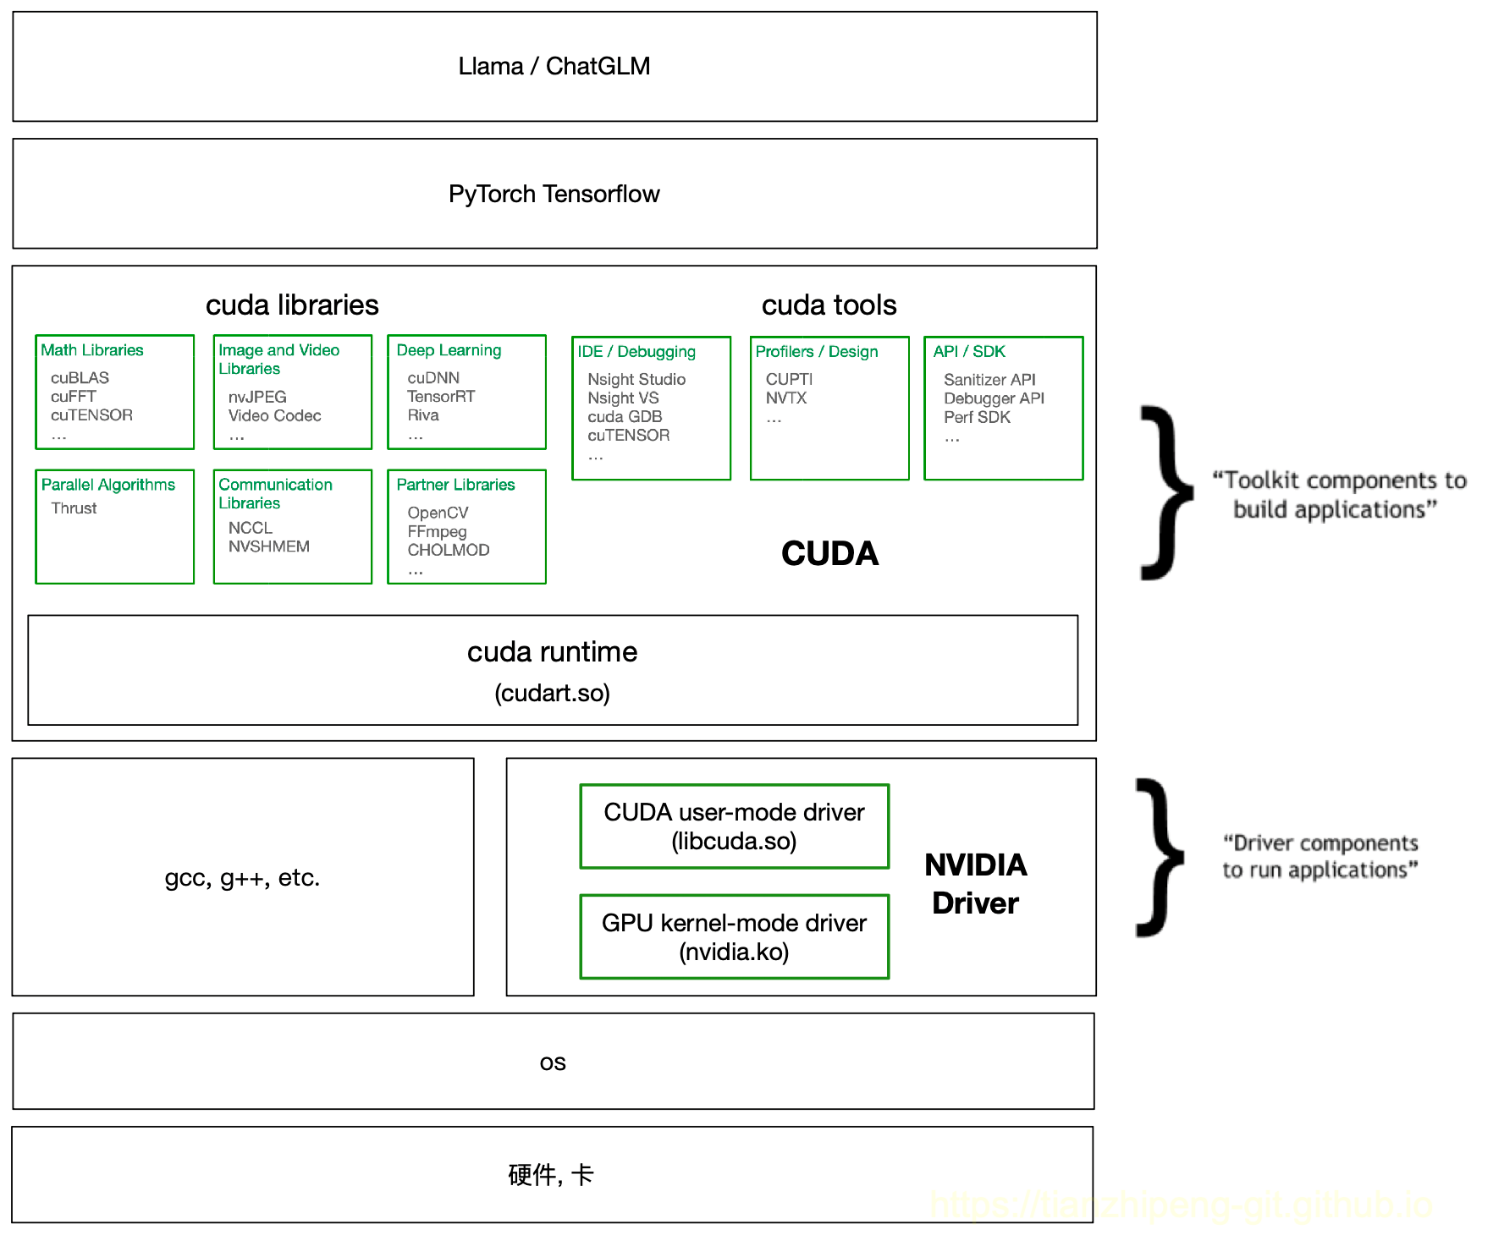 Llama / ChatGLM
PyTorch Tensorflow
cuda libraries
Math Libraries
cuBLAS
cuFFT
cuTENSOR
...
Image and Video
Libraries
nvJPEG
Video Codec
...
Deep Learning
cuDNN
TensorRT
Riva
...
Parallel Algorithms
Thrust
Communication
Libraries
NCCL
NVSHMEM
Partner Libraries
OpenCV
FFmpeg
CHOLMOD
...
cuda tools
IDE / Debugging
Nsight Studio
Nsight VS
cuda GDB
cuTENSOR
...
Profilers / Design
CUPTI
NVTX
...
API / SDK
Sanitizer API
Debugger API
Perf SDK
...
CUDA
cuda runtime
(cudart.so)
“Toolkit components to
build applications”
gcc, g++, etc.
CUDA user-mode driver
(libcuda.so)
GPU kernel-mode driver
(nvidia.ko)
NVIDIA
Driver
“Driver components
to run applications”
os
硬件, 卡
https://tianzhipeng-git.github.io